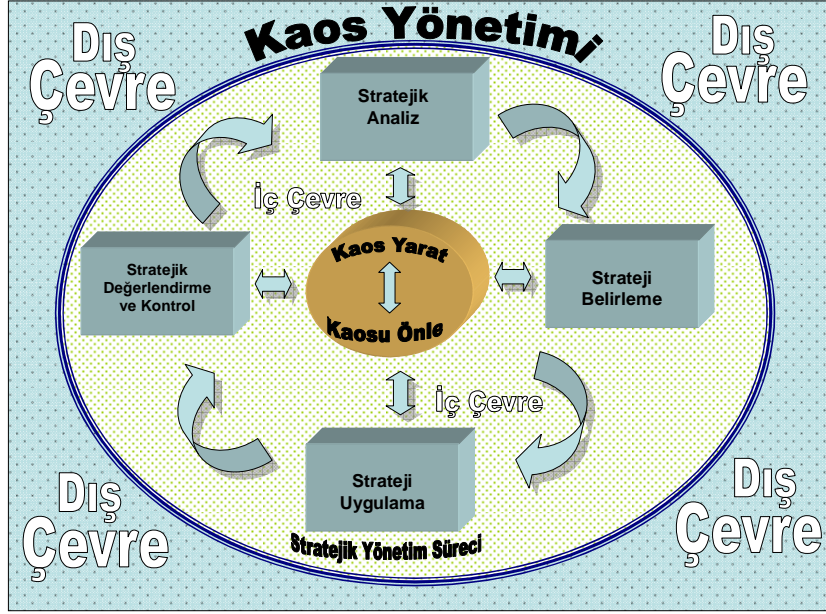 Kaos Yönetimi
Dış
Çevre
Dış
Çevre
Stratejik
Analiz
İç Çevre
Kaos Yarat
Kaosu Önle
Stratejik
Değerlendirme
ve Kontrol
Strateji
Belirleme
İç Çevre
Strateji
Uygulama
Stratejik Yönetim Süreci
Dış
Çevre
Dış
Çevre